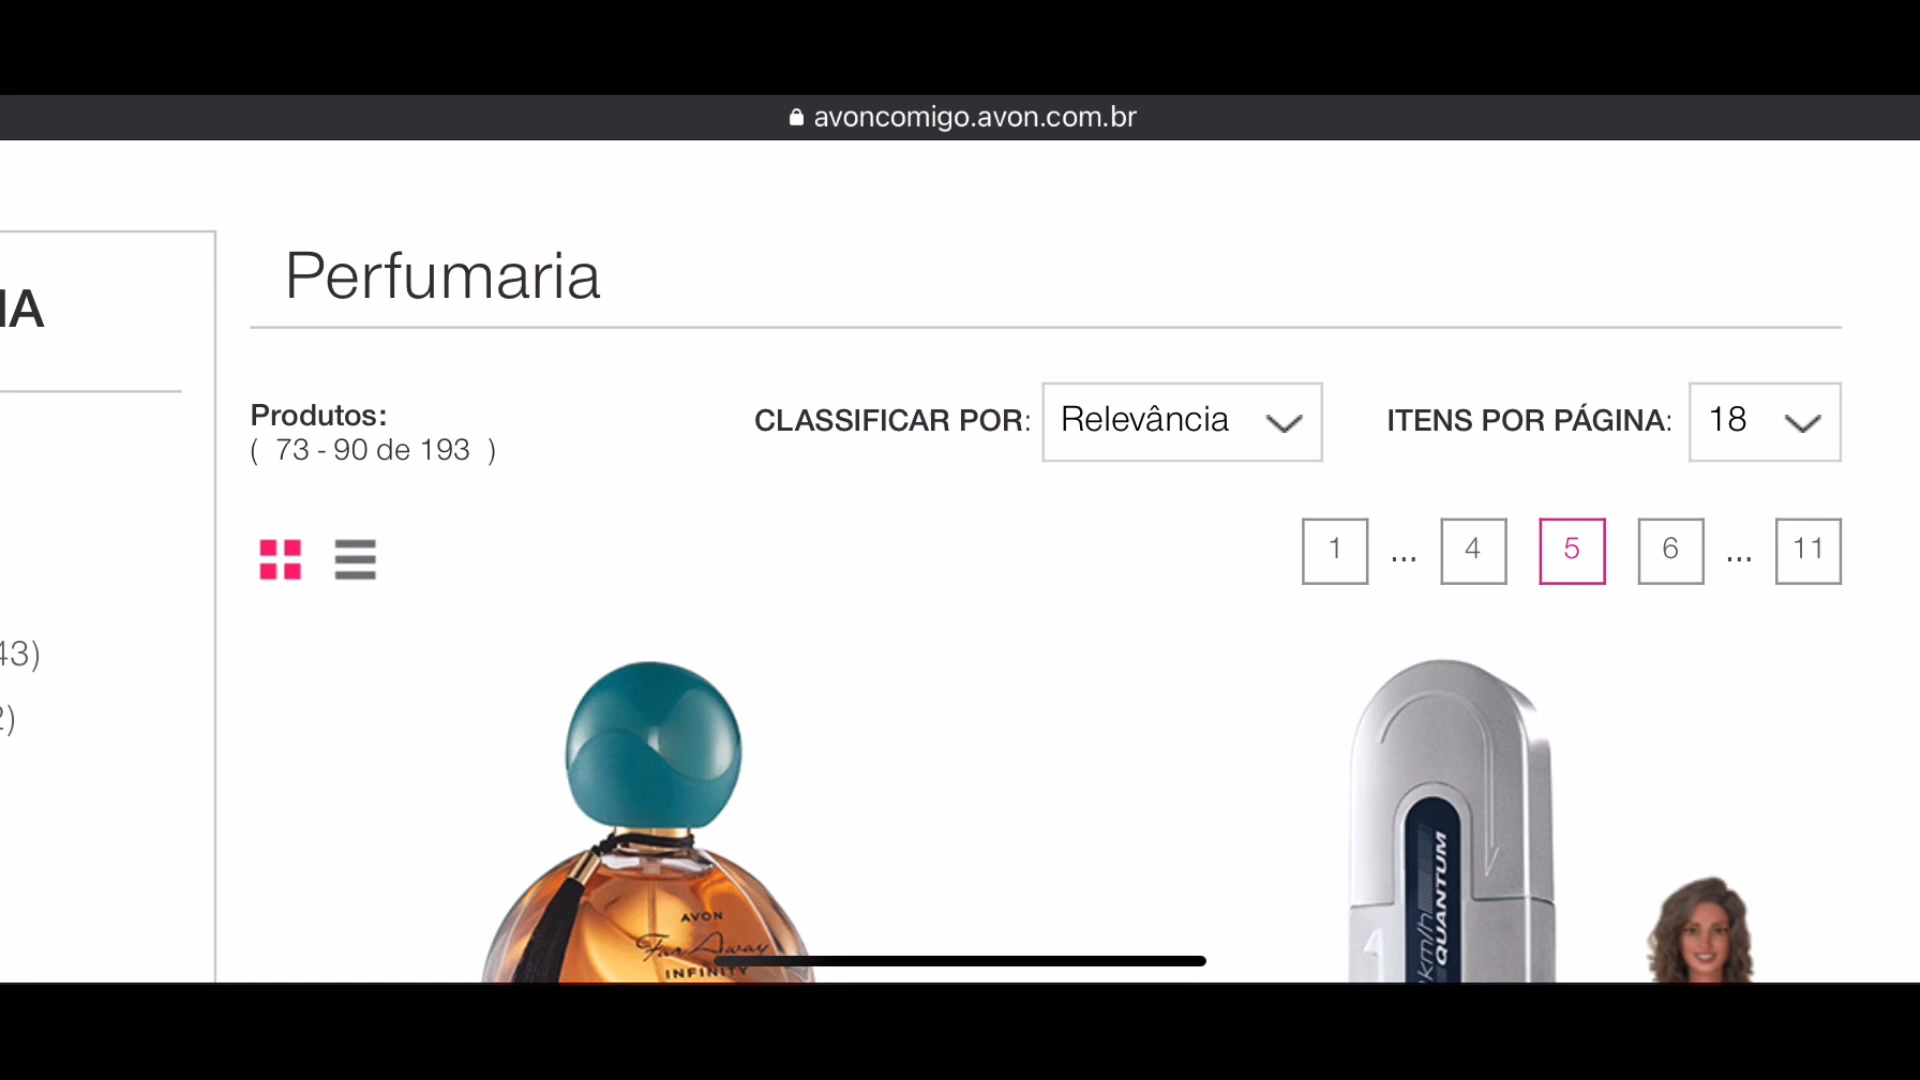 avoncomigo.avon.com.br
Perfumaria
IA
Produtos:
( 73 - 90 de 193 )
CLASSIFICAR POR: Relevância
ITENS POR PÁGINA: 18
1 ... 4 5 6 ... 11
43)
2)
AVON
Far Away
INFINITY
km/h
QUANTUM